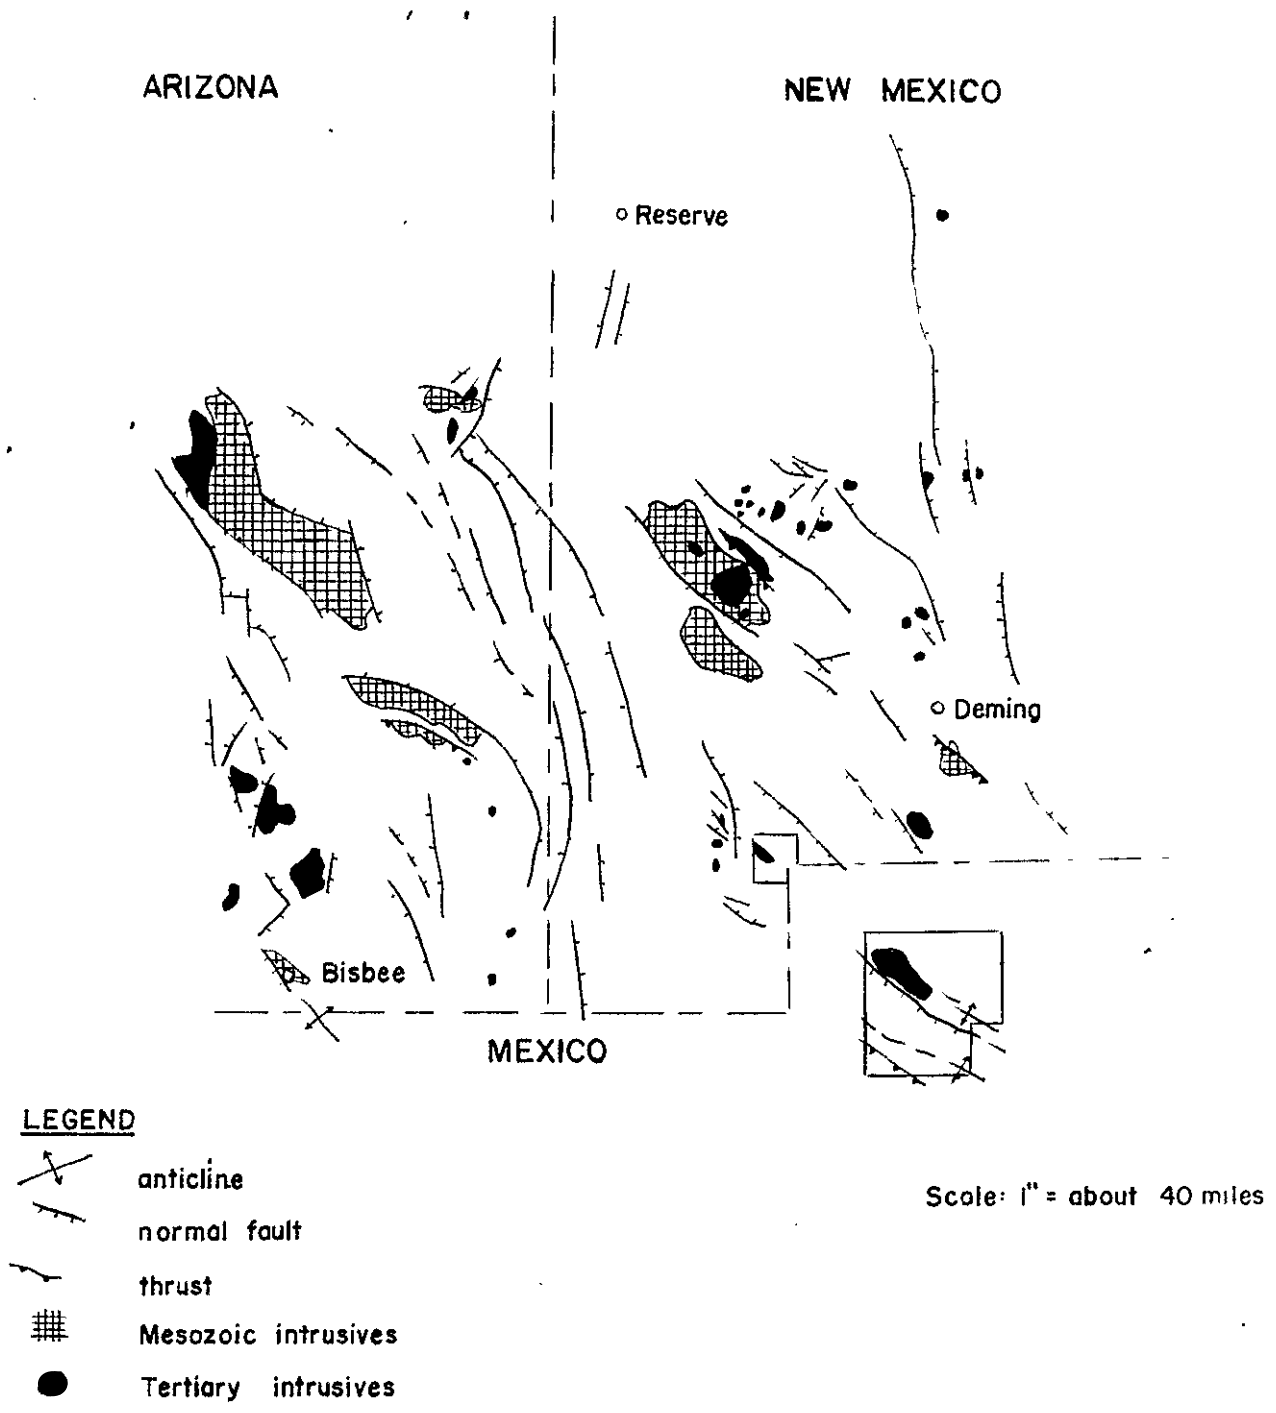 ARIZONA
NEW MEXICO
Reserve
Deming
Bisbee
MEXICO
LEGEND
anticline
normal fault
thrust
Mesozoic intrusives
Tertiary intrusives
Scale: 1" = about 40 miles